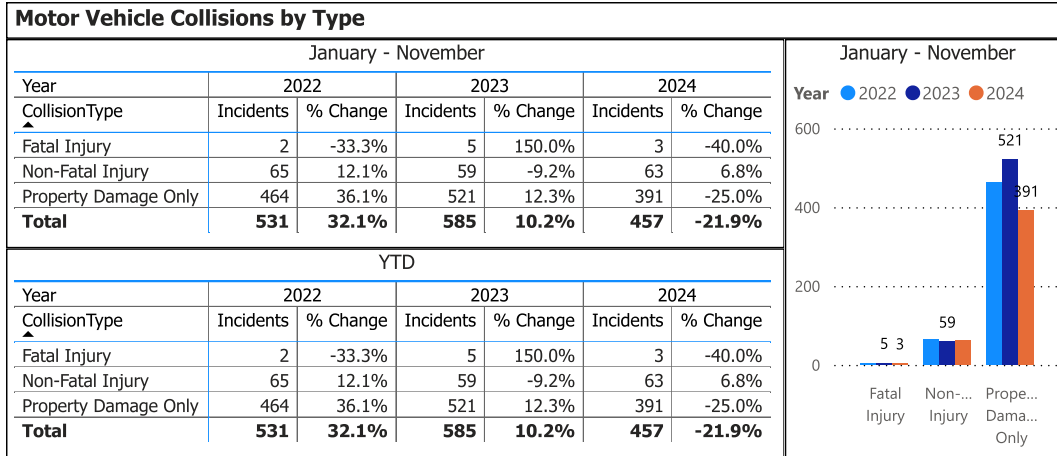 Motor Vehicle Collisions by Type
January - November
Year 2022 2023 2024
CollisionType Incidents % Change Incidents % Change Incidents % Change
Fatal Injury 2 -33.3% 5 150.0% 3 -40.0%
Non-Fatal Injury 65 12.1% 59 -9.2% 63 6.8%
Property Damage Only 464 36.1% 521 12.3% 391 -25.0%
Total 531 32.1% 585 10.2% 457 -21.9%
YTD
Year 2022 2023 2024
CollisionType Incidents % Change Incidents % Change Incidents % Change
Fatal Injury 2 -33.3% 5 150.0% 3 -40.0%
Non-Fatal Injury 65 12.1% 59 -9.2% 63 6.8%
Property Damage Only 464 36.1% 521 12.3% 391 -25.0%
Total 531 32.1% 585 10.2% 457 -21.9%
January - November
Year 2022 2023 2024
600
521
391
400
200
5 3 59
0
Fatal Non-... Prope...
Injury Injury Dama...
Only